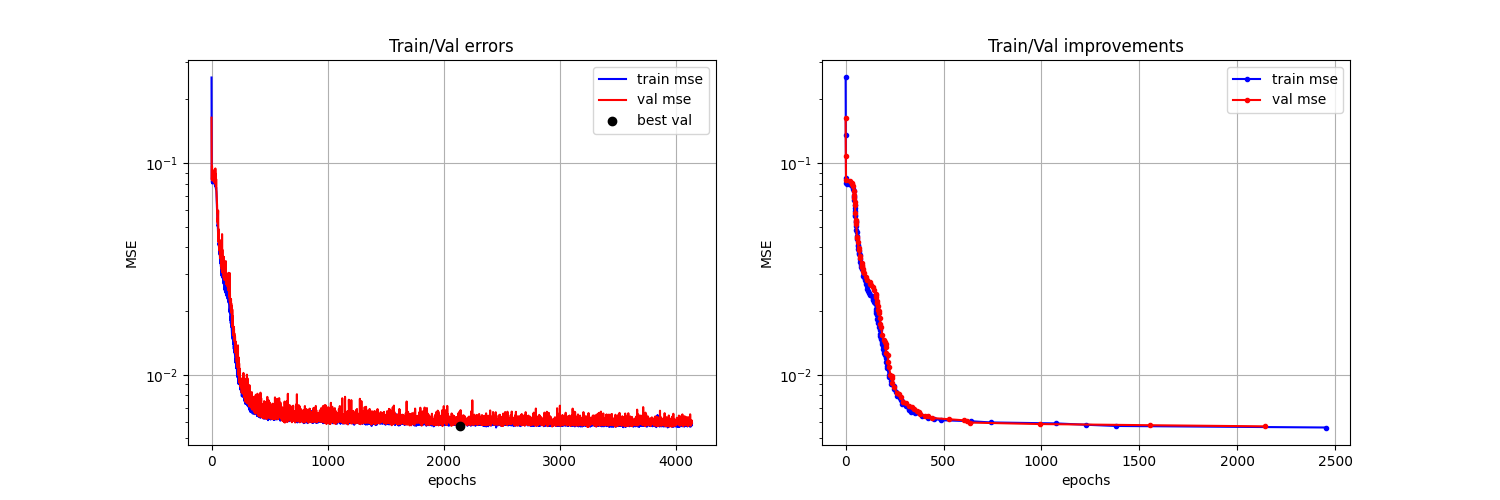 Train/Val errors
MSE
10⁻¹
10⁻²
0 1000 2000 3000 4000
epochs
train mse
val mse
best val
Train/Val improvements
MSE
10⁻¹
10⁻²
0 500 1000 1500 2000 2500
epochs
train mse
val mse